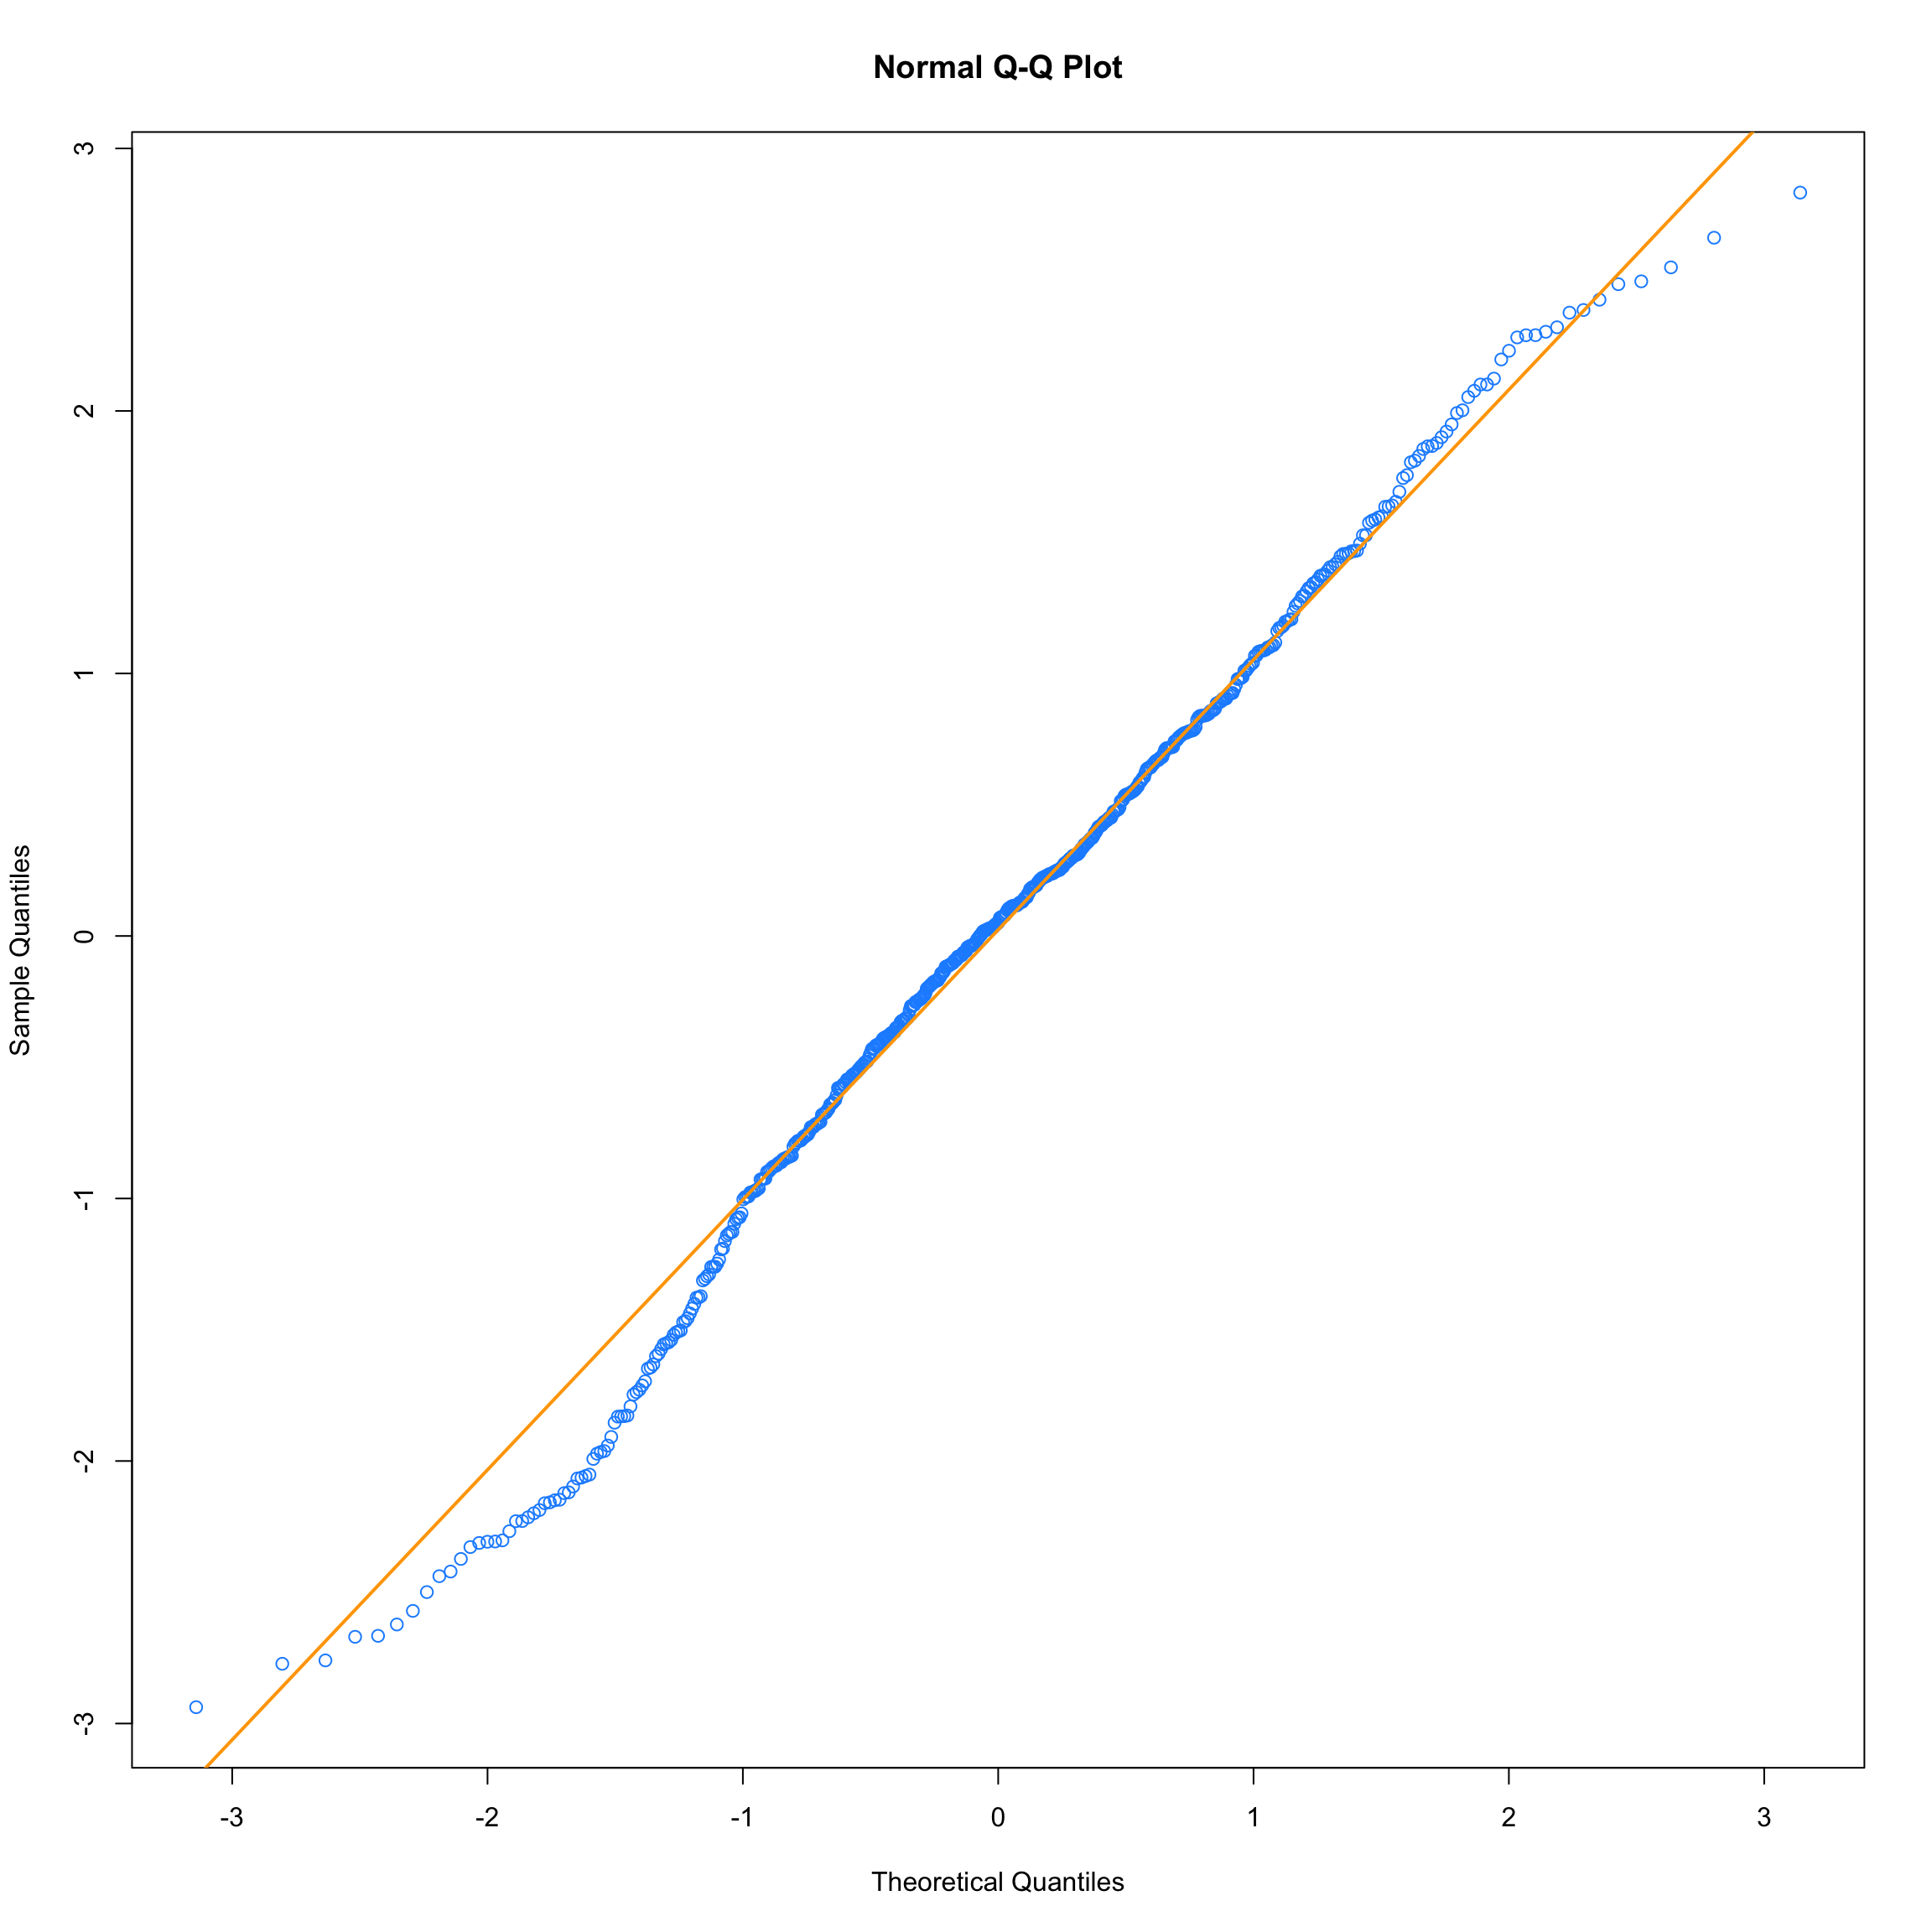 Normal Q-Q Plot
3
2
1
0
-1
-2
-3
Sample Quantiles
-3 -2 -1 0 1 2 3
Theoretical Quantiles